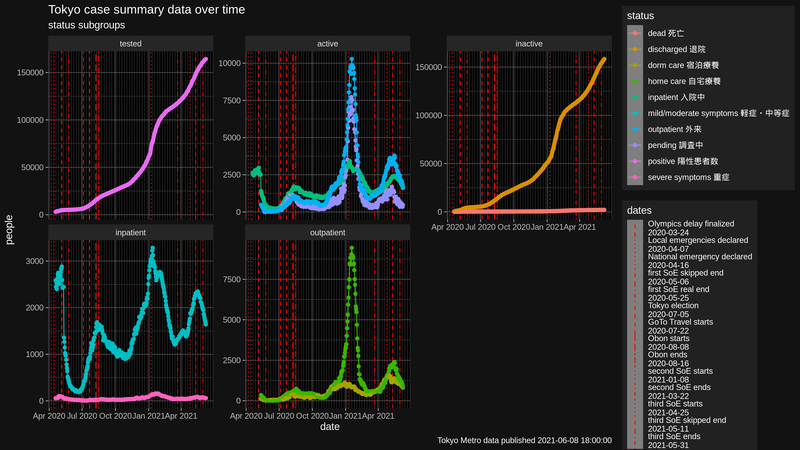 Tokyo case summary data over time
status subgroups
tested
active
inactive
150000
100000
50000
0
10000
7500
5000
2500
0
150000
100000
50000
0
Apr 2020 Jul 2020 Oct 2020 Jan 2021 Apr 2021
people
inpatient
outpatient
3000
2000
1000
0
7500
5000
2500
0
Apr 2020 Jul 2020 Oct 2020 Jan 2021 Apr 2021
Apr 2020 Jul 2020 Oct 2020 Jan 2021 Apr 2021
date
Tokyo Metro data published 2021-06-08 18:00:00
status
dead 死亡
discharged 退院
dorm care 宿泊療養
home care 自宅療養
inpatient 入院中
mild/moderate symptoms 軽症・中等症
outpatient 外来
pending 調査中
positive 陽性患者数
severe symptoms 重症
dates
Olympics delay finalized
2020-03-24
Local emergencies declared
2020-04-07
National emergency declared
2020-04-16
first SoE skipped end
2020-05-06
first SoE real end
2020-05-25
Tokyo election
2020-07-05
GoTo Travel starts
2020-07-22
Obon starts
2020-08-08
Obon ends
2020-08-16
second SoE starts
2021-01-08
second SoE ends
2021-03-22
third SoE starts
2021-04-25
third SoE skipped end
2021-05-11
third SoE ends
2021-05-31